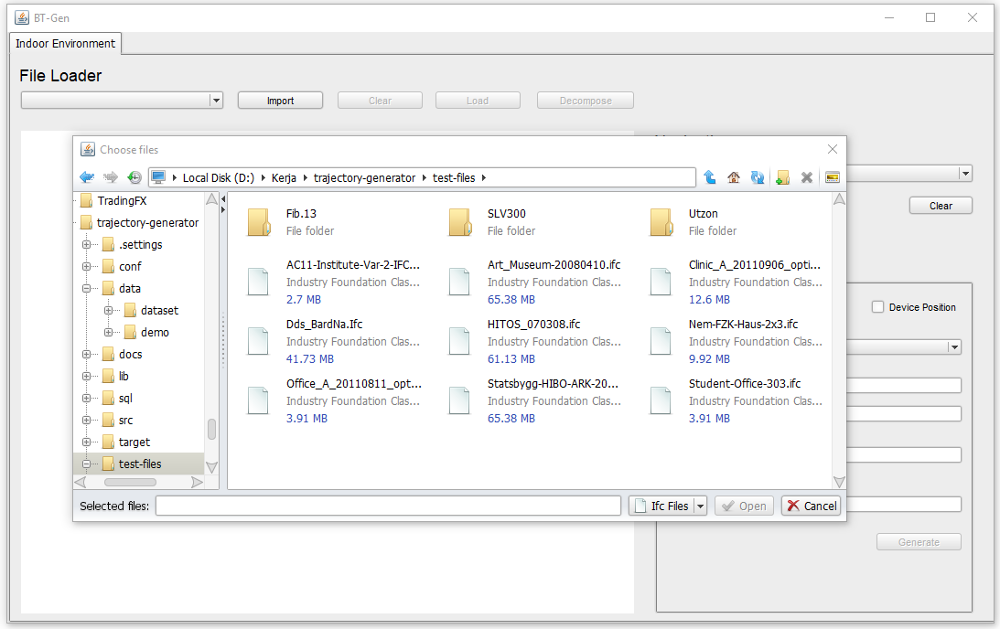 BT-Gen
Indoor Environment
File Loader
Import
Clear
Load
Decompose
Choose files
Local Disk (D:)
Kerja
trajectory-generator
test-files
TradingFX
trajectory-generator
.settings
conf
data
dataset
demo
docs
lib
sql
src
target
test-files
Fib.13
File folder
SLV300
File folder
Utzon
File folder
AC11-Institute-Var-2-IFC...
Industry Foundation Clas...
2.7 MB
Art_Museum-20080410.ifc
Industry Foundation Clas...
65.38 MB
Clinic_A_20110906_opti...
Industry Foundation Clas...
12.6 MB
Dds_BardNa.Ifc
Industry Foundation Clas...
41.73 MB
HITOS_070308.ifc
Industry Foundation Clas...
61.13 MB
Nem-FZK-Haus-2x3.ifc
Industry Foundation Clas...
9.92 MB
Office_A_20110811_opt...
Industry Foundation Clas...
3.91 MB
Statsbygg-HIBO-ARK-20...
Industry Foundation Clas...
65.38 MB
Student-Office-303.ifc
Industry Foundation Clas...
3.91 MB
Selected files:
Ifc Files
Open
Cancel
Clear
Device Position
Generate